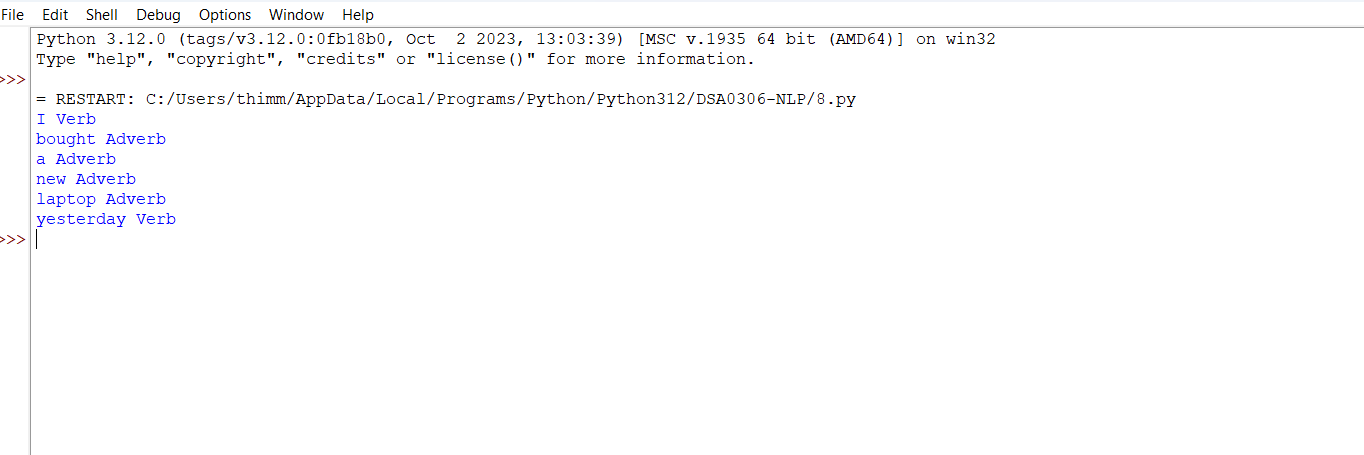 File Edit Shell Debug Options Window Help
Python 3.12.0 (tags/v3.12.0:0fb18b0, Oct  2 2023, 13:03:39) [MSC v.1935 64 bit (AMD64)] on win32
Type "help", "copyright", "credits" or "license()" for more information.
>>>
= RESTART: C:/Users/thimm/AppData/Local/Programs/Python/Python312/DSA0306-NLP/8.py
I Verb
bought Adverb
a Adverb
new Adverb
laptop Adverb
yesterday Verb
>>>